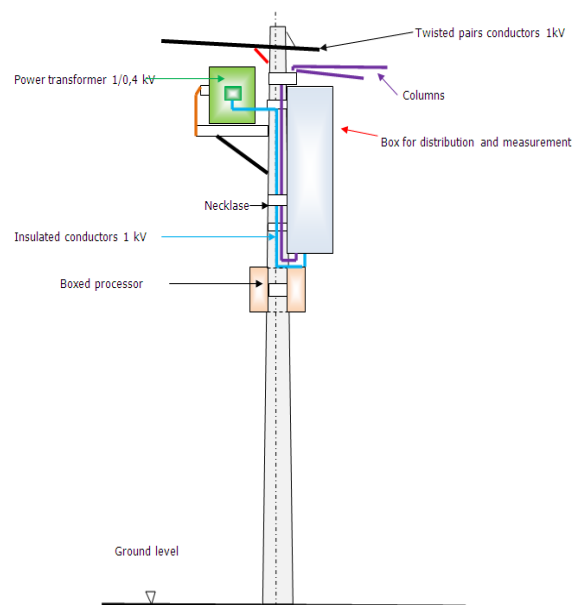 Twisted pairs conductors 1kV
Power transformer 1/0,4 kV
Columns
Box for distribution and measurement
Necklase
Insulated conductors 1 kV
Boxed processor
Ground level